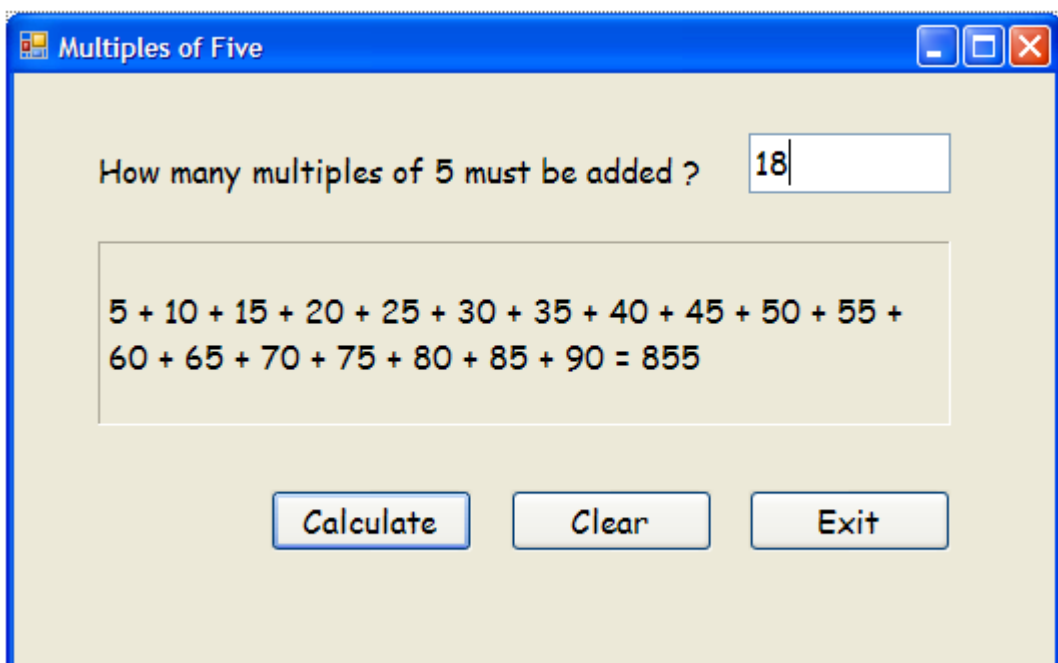 Multiples of Five
How many multiples of 5 must be added ? 18
5 + 10 + 15 + 20 + 25 + 30 + 35 + 40 + 45 + 50 + 55 +
60 + 65 + 70 + 75 + 80 + 85 + 90 = 855
Calculate Clear Exit